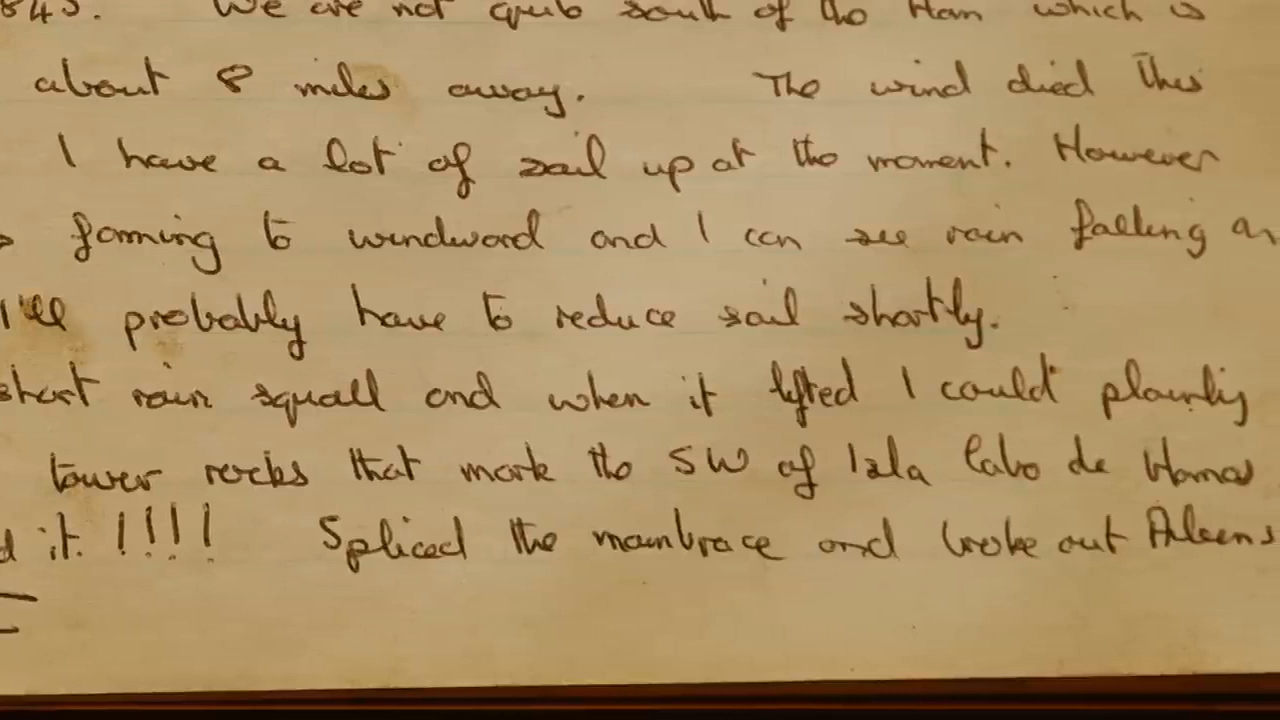 845. We are not quite south of the Horn which is
about 8 miles away. The wind died this
I have a lot of sail up at the moment. However
forming to windward and I can see rain falling an
I'll probably have to reduce sail shortly.
short rain squall and when it lifted I could plainly
tower rocks that mark the SW of Isla Cabo de Hornos
d it. !!!!  Spliced the mainbrace and broke out Aileens